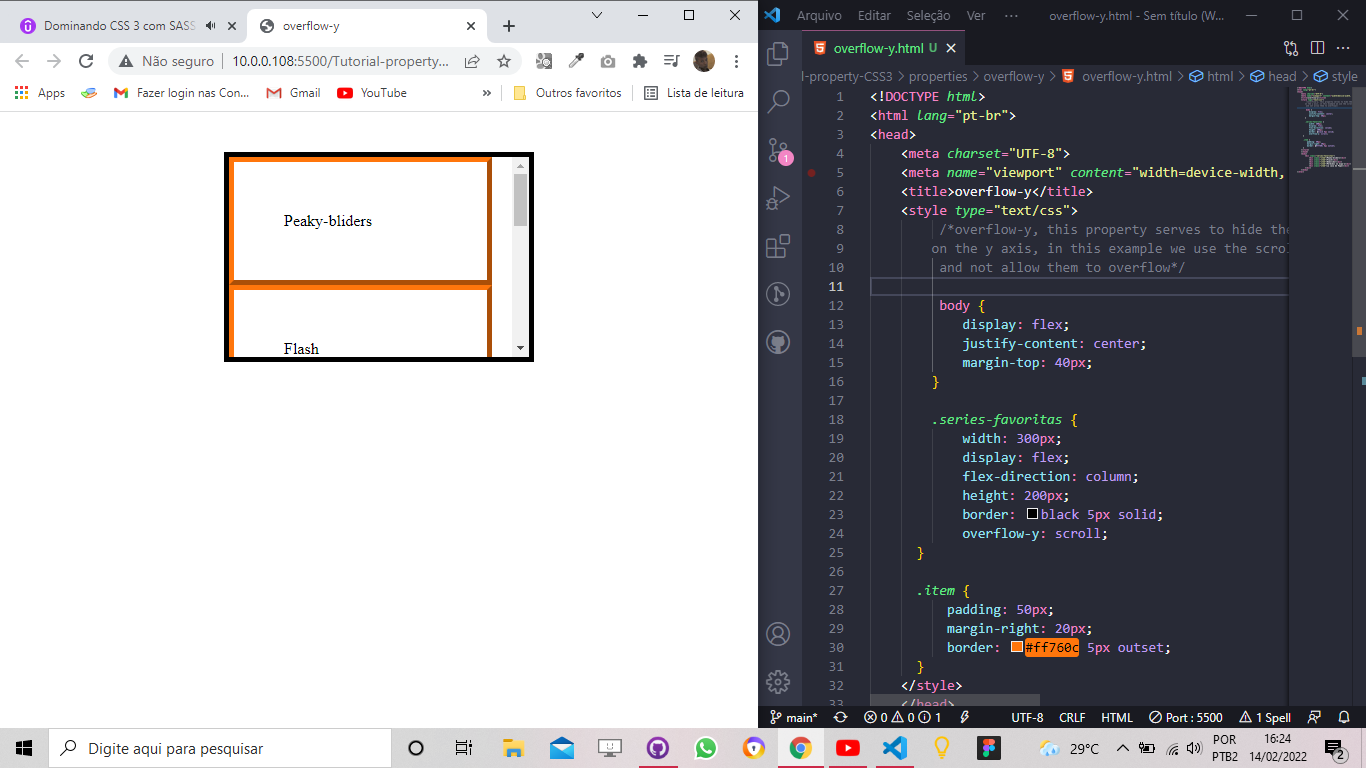 Dominando CSS 3 com SASS
overflow-y
Não seguro
10.0.0.108:5500/Tutorial-property...
Apps
Fazer login nas Con...
Gmail
YouTube
»
Outros favoritos
Lista de leitura
Peaky-bliders
Flash
Arquivo Editar Seleção Ver ···
overflow-y.html - Sem título (W...
overflow-y.html U
l-property-CSS3 > properties > overflow-y > overflow-y.html > html > head > style
1 <!DOCTYPE html>
2 <html lang="pt-br">
3 <head>
4 <meta charset="UTF-8">
5 <meta name="viewport" content="width=device-width,
6 <title>overflow-y</title>
7 <style type="text/css">
8 /*overflow-y, this property serves to hide the
9 on the y axis, in this example we use the scro
10 and not allow them to overflow*/
11
12 body {
13 display: flex;
14 justify-content: center;
15 margin-top: 40px;
16 }
17
18 .series-favoritas {
19 width: 300px;
20 display: flex;
21 flex-direction: column;
22 height: 200px;
23 border: black 5px solid;
24 overflow-y: scroll;
25 }
26
27 .item {
28 padding: 50px;
29 margin-right: 20px;
30 border: #ff760c 5px outset;
31 }
32 </style>
33 </head>
1
main* 0 0 1 UTF-8 CRLF HTML Port : 5500 1 Spell
Digite aqui para pesquisar
29°C
POR
PTB2
16:24
14/02/2022
2